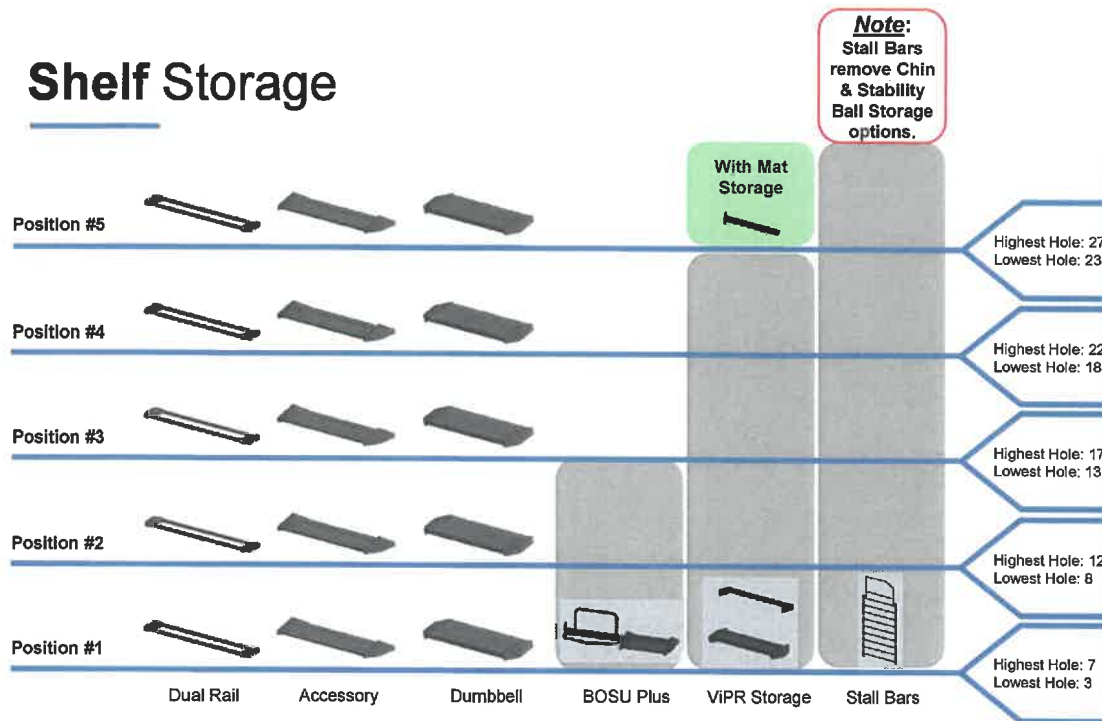 Note:
Stall Bars
remove Chin
& Stability
Ball Storage
options.
Shelf Storage
With Mat
Storage
Position #5
Highest Hole: 27
Lowest Hole: 23
Position #4
Highest Hole: 22
Lowest Hole: 18
Position #3
Highest Hole: 17
Lowest Hole: 13
Position #2
Highest Hole: 12
Lowest Hole: 8
Position #1
Highest Hole: 7
Lowest Hole: 3
Dual Rail
Accessory
Dumbbell
BOSU Plus
ViPR Storage
Stall Bars